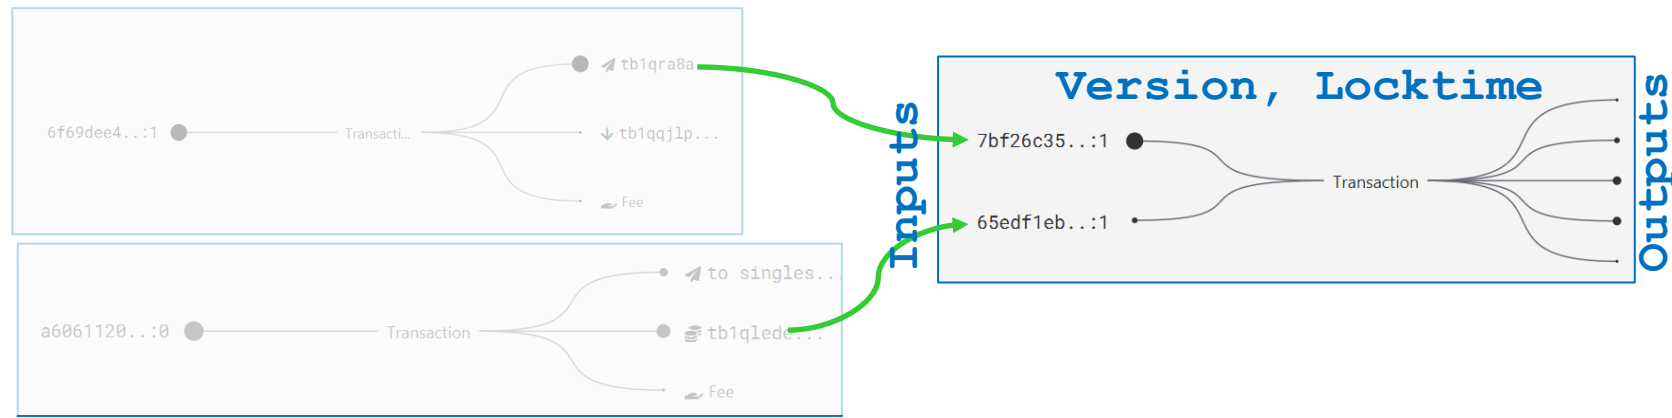 tb1qra8a
6f69dee4..:1
Transacti...
tb1qqjlp...
Fee
to singles...
a6061120..:0
Transaction
tb1qlede...
Fee
Inputs
Version, Locktime
7bf26c35..:1
Transaction
65edf1eb..:1
Outputs